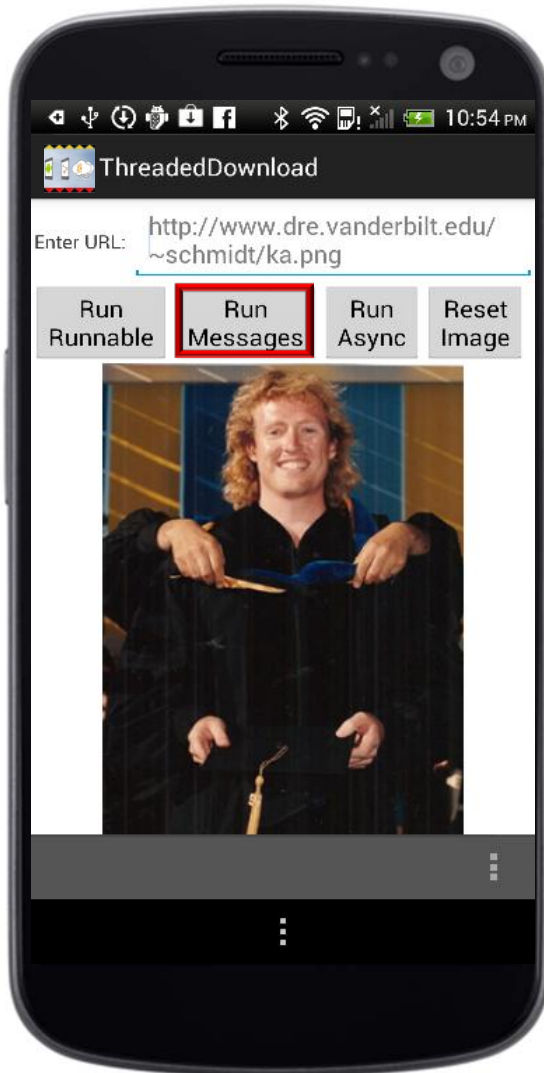 10:54 PM
ThreadedDownload
Enter URL:
http://www.dre.vanderbilt.edu/
~schmidt/ka.png
Run
Runnable
Run
Messages
Run
Async
Reset
Image